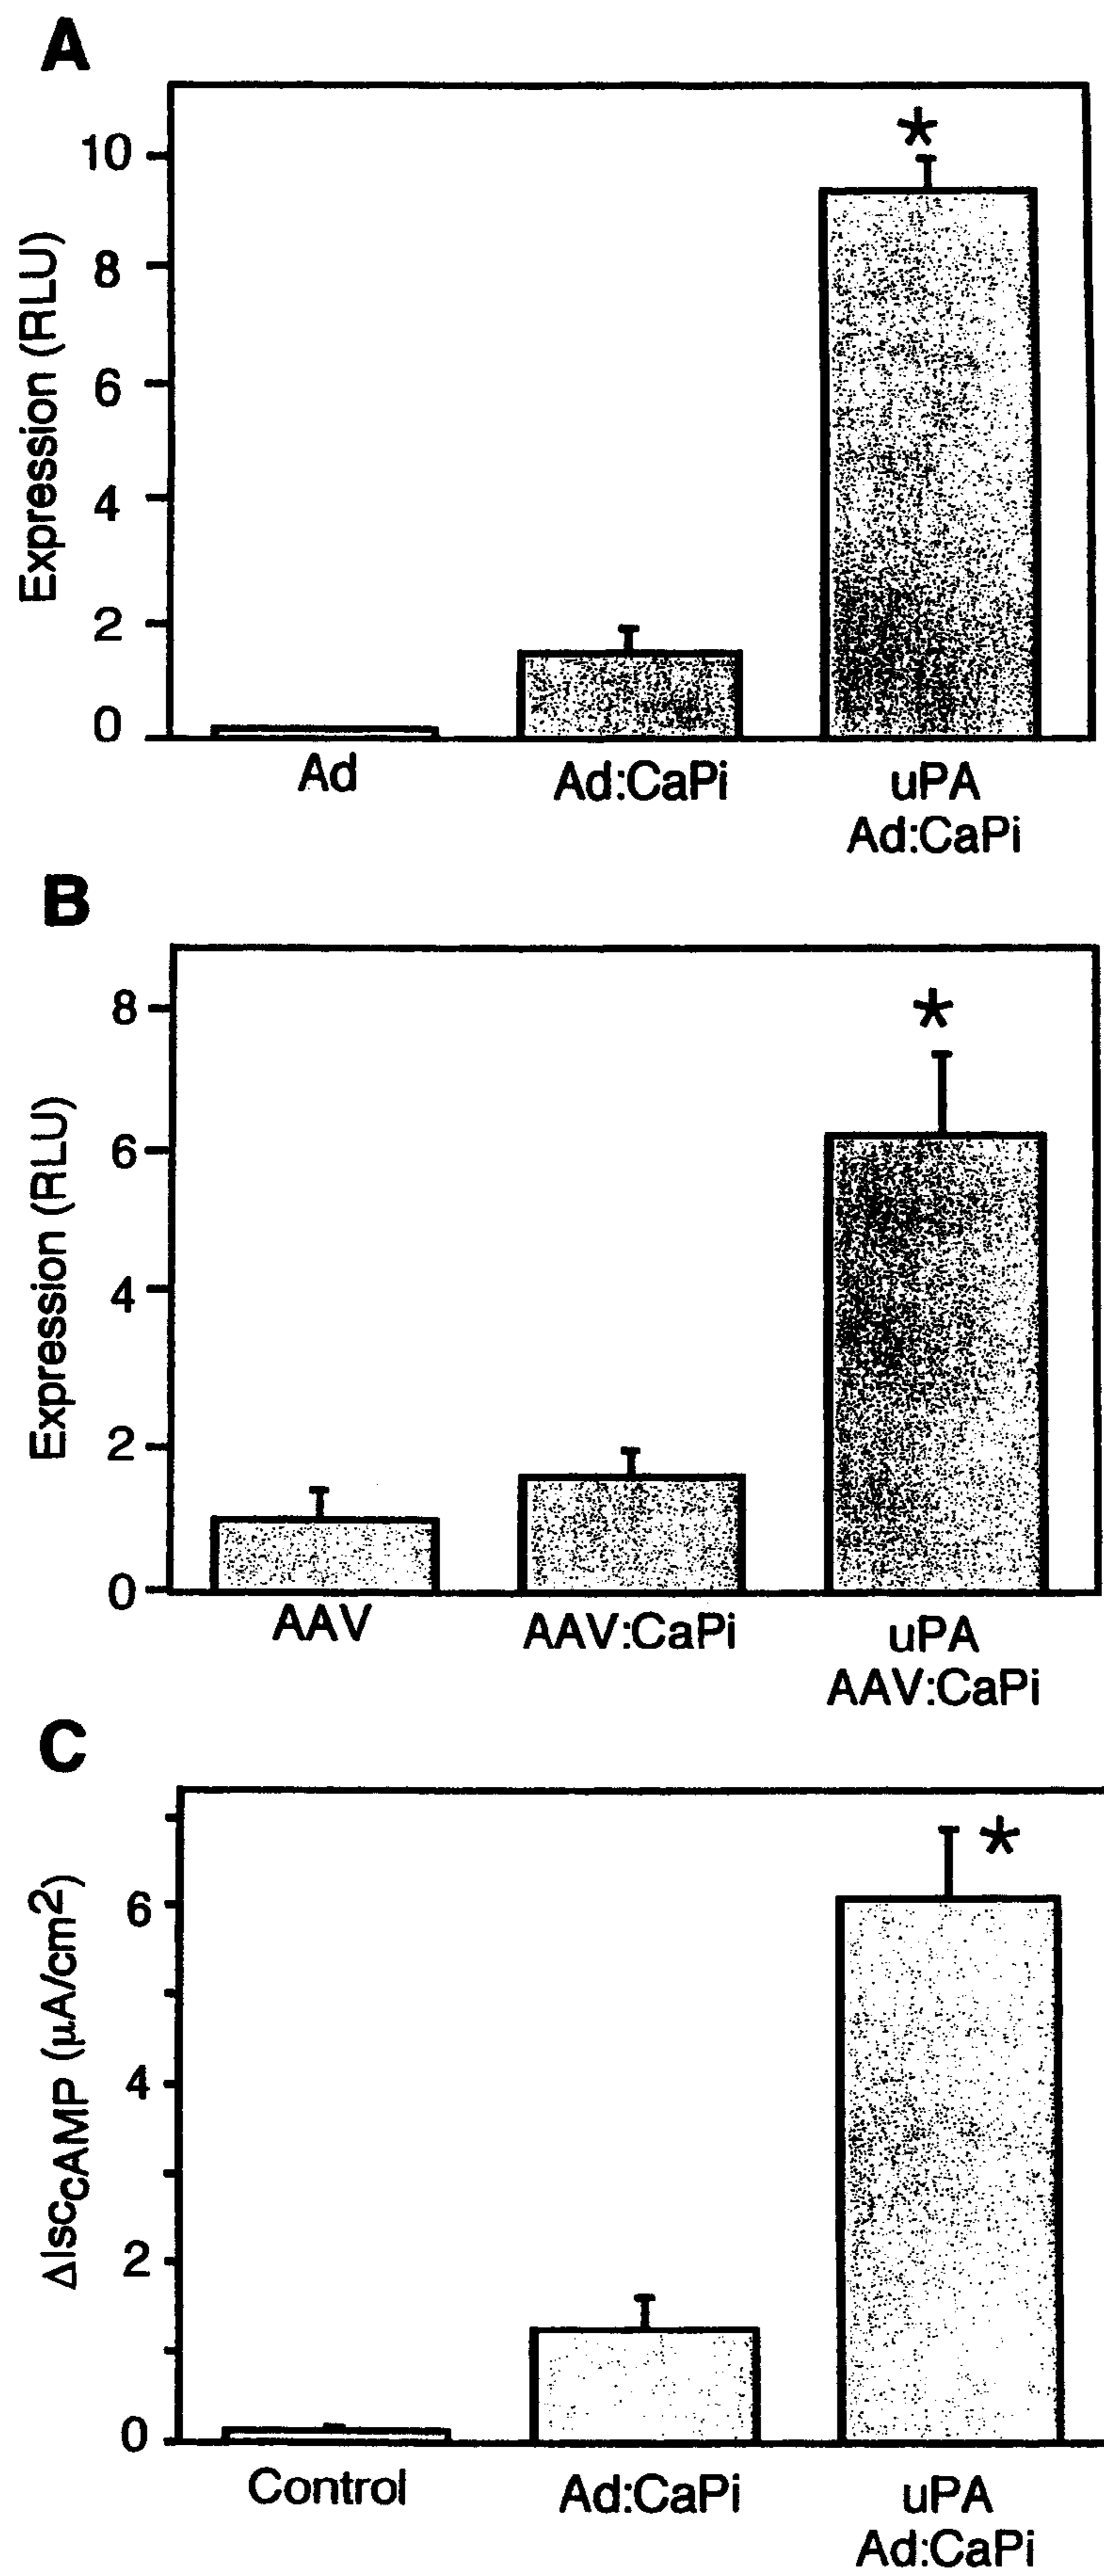 A
Expression (RLU)
10
8
6
4
2
0
*
Ad
Ad:CaPi
uPA
Ad:CaPi
B
Expression (RLU)
8
6
4
2
0
*
AAV
AAV:CaPi
uPA
AAV:CaPi
C
ΔIsccAMP (μA/cm2)
6
4
2
0
*
Control
Ad:CaPi
uPA
Ad:CaPi